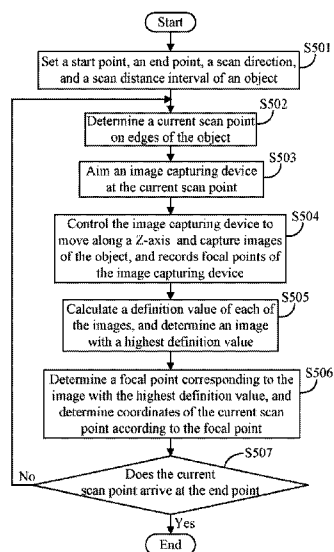 Start
S501
Set a start point, an end point, a scan direction,
and a scan distance interval of an object
S502
Determine a current scan point
on edges of the object
S503
Aim an image capturing device
at the current scan point
S504
Control the image capturing device to
move along a Z-axis and capture images
of the object, and records focal points of
the image capturing device
S505
Calculate a definition value of each of
the images, and determine an image
with a highest definition value
S506
Determine a focal point corresponding to the
image with the highest definition value, and
determine coordinates of the current scan
point according to the focal point
S507
No
Does the current
scan point arrive at the end point
Yes
End